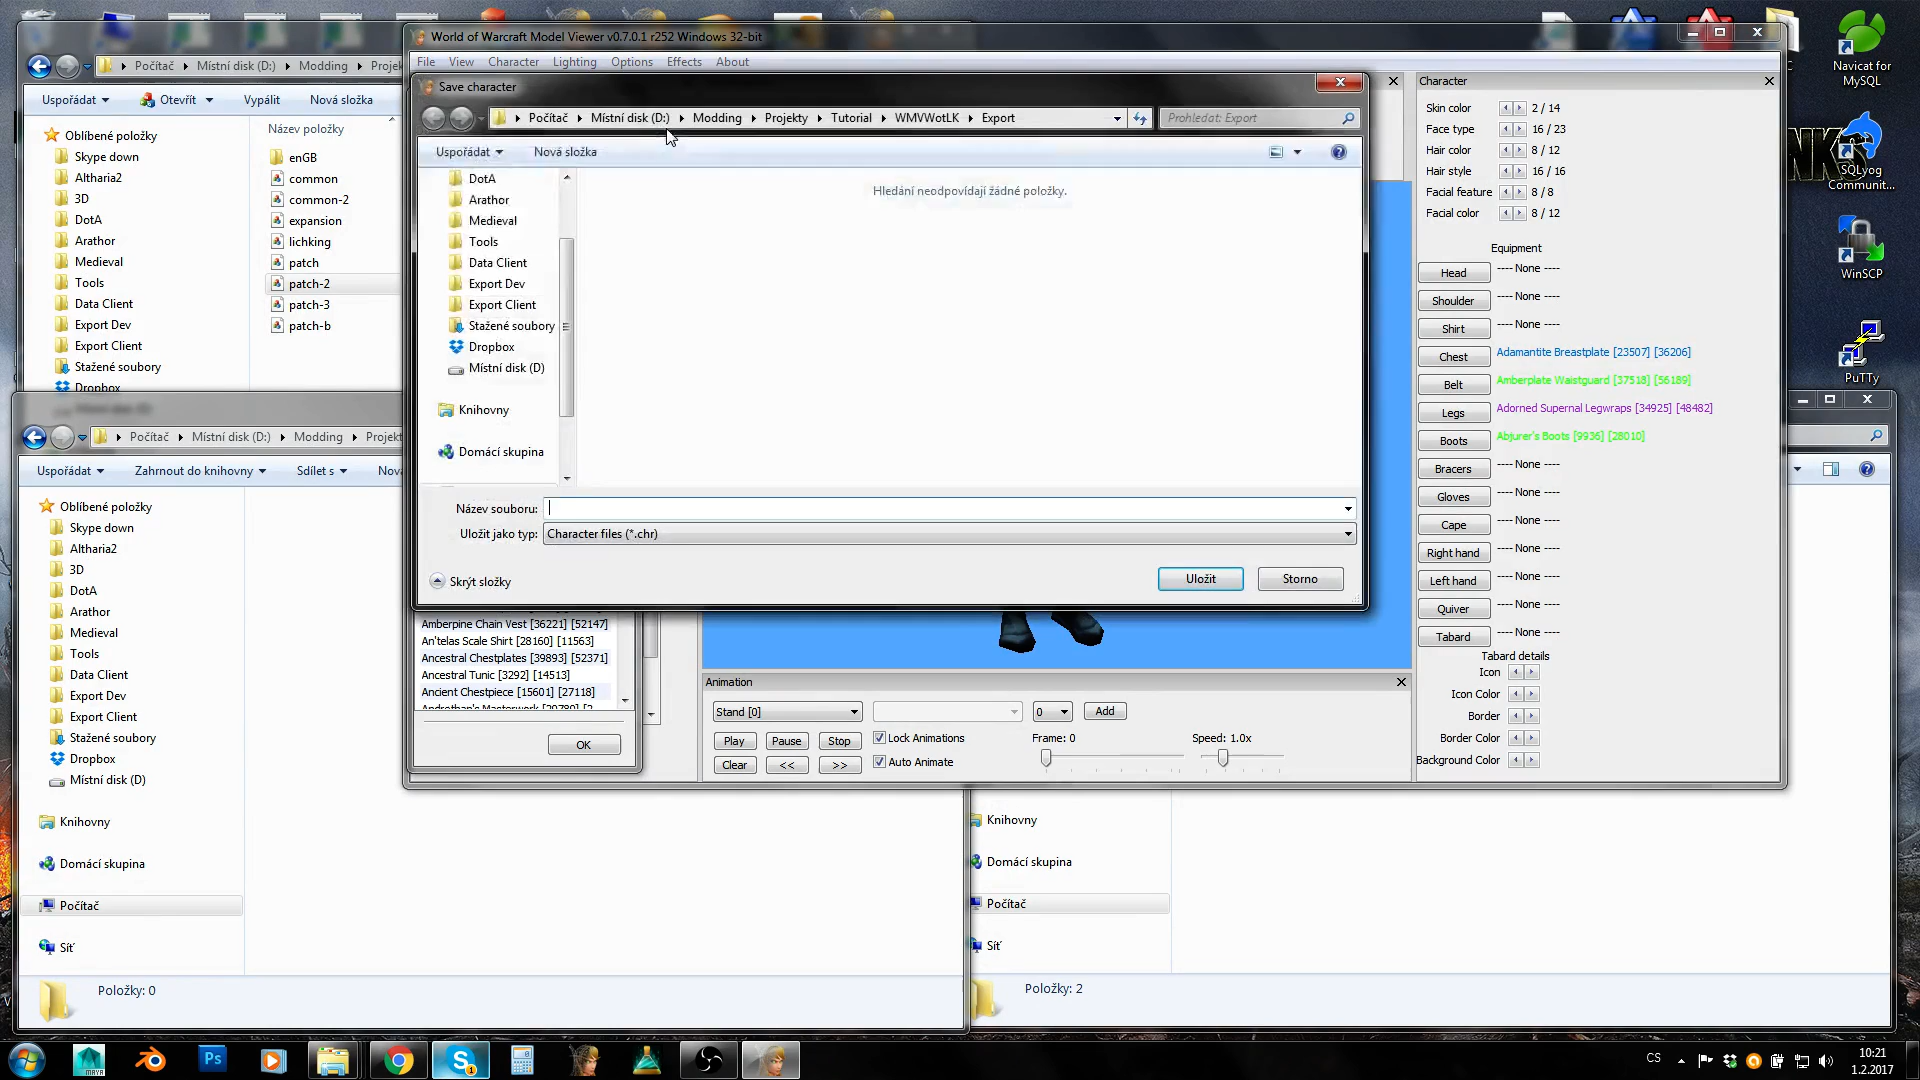 World of Warcraft Model Viewer v0.7.0.1 r252 Windows 32-bit
File View Character Lighting Options Effects About
Počítač Místní disk (D:) Modding Projek
Uspořádat Otevřít Vypálit Nová složka
Oblíbené položky
Skype down
Altharia2
3D
DotA
Arathor
Medieval
Tools
Data Client
Export Dev
Export Client
Stažené soubory
Dropbox
Název položky
enGB
common
common-2
expansion
lichking
patch
patch-2
patch-3
patch-b
Save character
Počítač Místní disk (D:) Modding Projekty Tutorial WMVWotLK Export
Prohledat: Export
Uspořádat Nová složka
DotA
Arathor
Medieval
Tools
Data Client
Export Dev
Export Client
Stažené soubory
Dropbox
Místní disk (D)
Knihovny
Domácí skupina
Hledání neodpovídají žádné položky.
Název souboru:
Uložit jako typ: Character files (*.chr)
Skrýt složky
Uložit Storno
Character
Skin color 2 / 14
Face type 16 / 23
Hair color 8 / 12
Hair style 16 / 16
Facial feature 8 / 8
Facial color 8 / 12
Equipment
Head ---- None ----
Shoulder ---- None ----
Shirt ---- None ----
Chest Adamantite Breastplate [23507] [36206]
Belt Amberplate Waistguard [37518] [56189]
Legs Adorned Supernal Legwraps [34925] [48482]
Boots Abjurer's Boots [9936] [28010]
Bracers ---- None ----
Gloves ---- None ----
Cape ---- None ----
Right hand ---- None ----
Left hand ---- None ----
Quiver ---- None ----
Tabard ---- None ----
Tabard details
Icon
Icon Color
Border
Border Color
Background Color
Amberpine Chain Vest [36221] [52147]
An'telas Scale Shirt [28160] [11563]
Ancestral Chestplates [39893] [52371]
Ancestral Tunic [3292] [14513]
Ancient Chestpiece [15601] [27118]
OK
Animation
Stand [0] 0 Add
Play Pause Stop Lock Animations Frame: 0 Speed: 1.0x
Clear << >> Auto Animate
Počítač Místní disk (D:) Modding Projekt
Uspořádat Zahrnout do knihovny Sdílet s Nov
Oblíbené položky
Skype down
Altharia2
3D
DotA
Arathor
Medieval
Tools
Data Client
Export Dev
Export Client
Stažené soubory
Dropbox
Místní disk (D)
Knihovny
Domácí skupina
Počítač
Síť
Položky: 0
Knihovny
Domácí skupina
Počítač
Síť
Položky: 2
Navicat for
MySQL
SQLyog
Communit...
WinSCP
PuTTy
MAYA
Ps
CS
10:21
1.2.2017